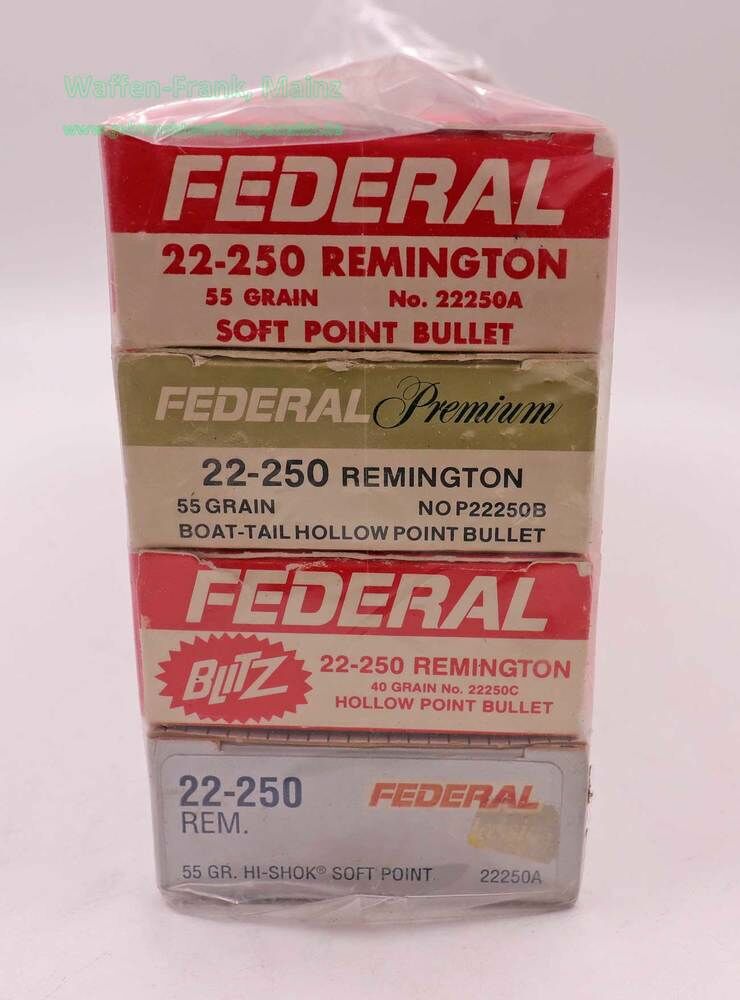 Waffen-Frank, Mainz
FEDERAL
22-250 REMINGTON
55 GRAIN No. 22250A
SOFT POINT BULLET
FEDERAL Premium
22-250 REMINGTON
55 GRAIN NO P22250B
BOAT-TAIL HOLLOW POINT BULLET
FEDERAL
BLITZ
22-250 REMINGTON
40 GRAIN No. 22250C
HOLLOW POINT BULLET
22-250
REM.
FEDERAL
55 GR. HI-SHOK® SOFT POINT 22250A